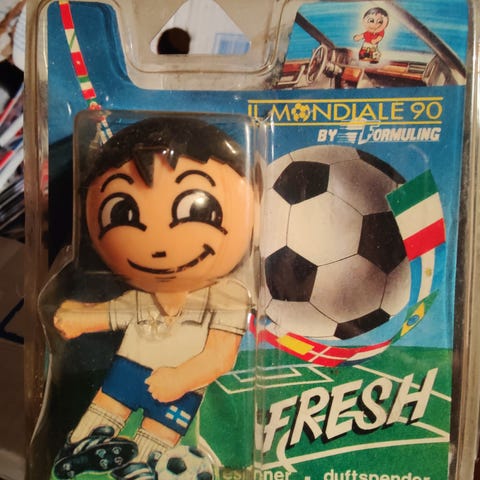 IL MONDIALE 90
BY FORMULING
FRESH
duftspender